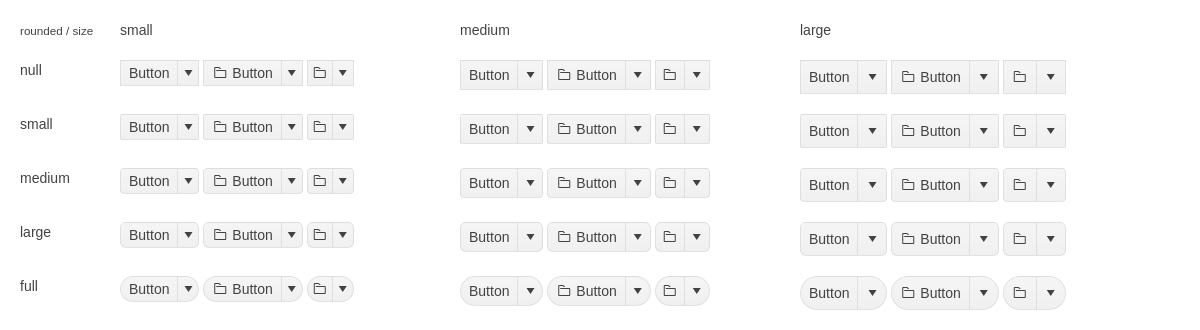 rounded / size small medium large
null Button Button Button Button Button Button
small Button Button Button Button Button Button
medium Button Button Button Button Button Button
large Button Button Button Button Button Button
full Button Button Button Button Button Button